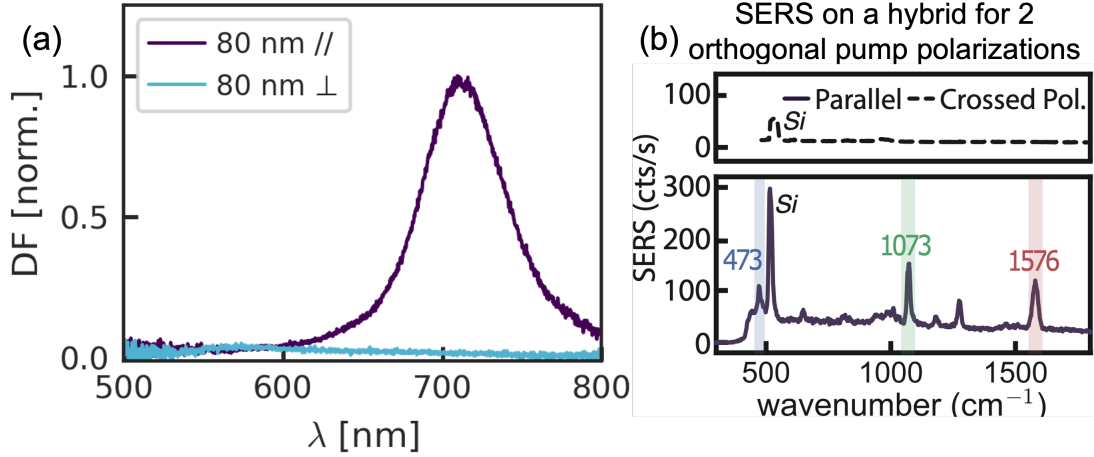 (a)
80 nm //
80 nm ⊥
DF [norm.]
1.0
0.5
0.0
500
600
700
800
λ [nm]
SERS on a hybrid for 2
orthogonal pump polarizations
(b)
Parallel
Crossed Pol.
100
0
Si
SERS (cts/s)
300
200
100
0
Si
473
1073
1576
500
1000
1500
wavenumber (cm⁻¹)